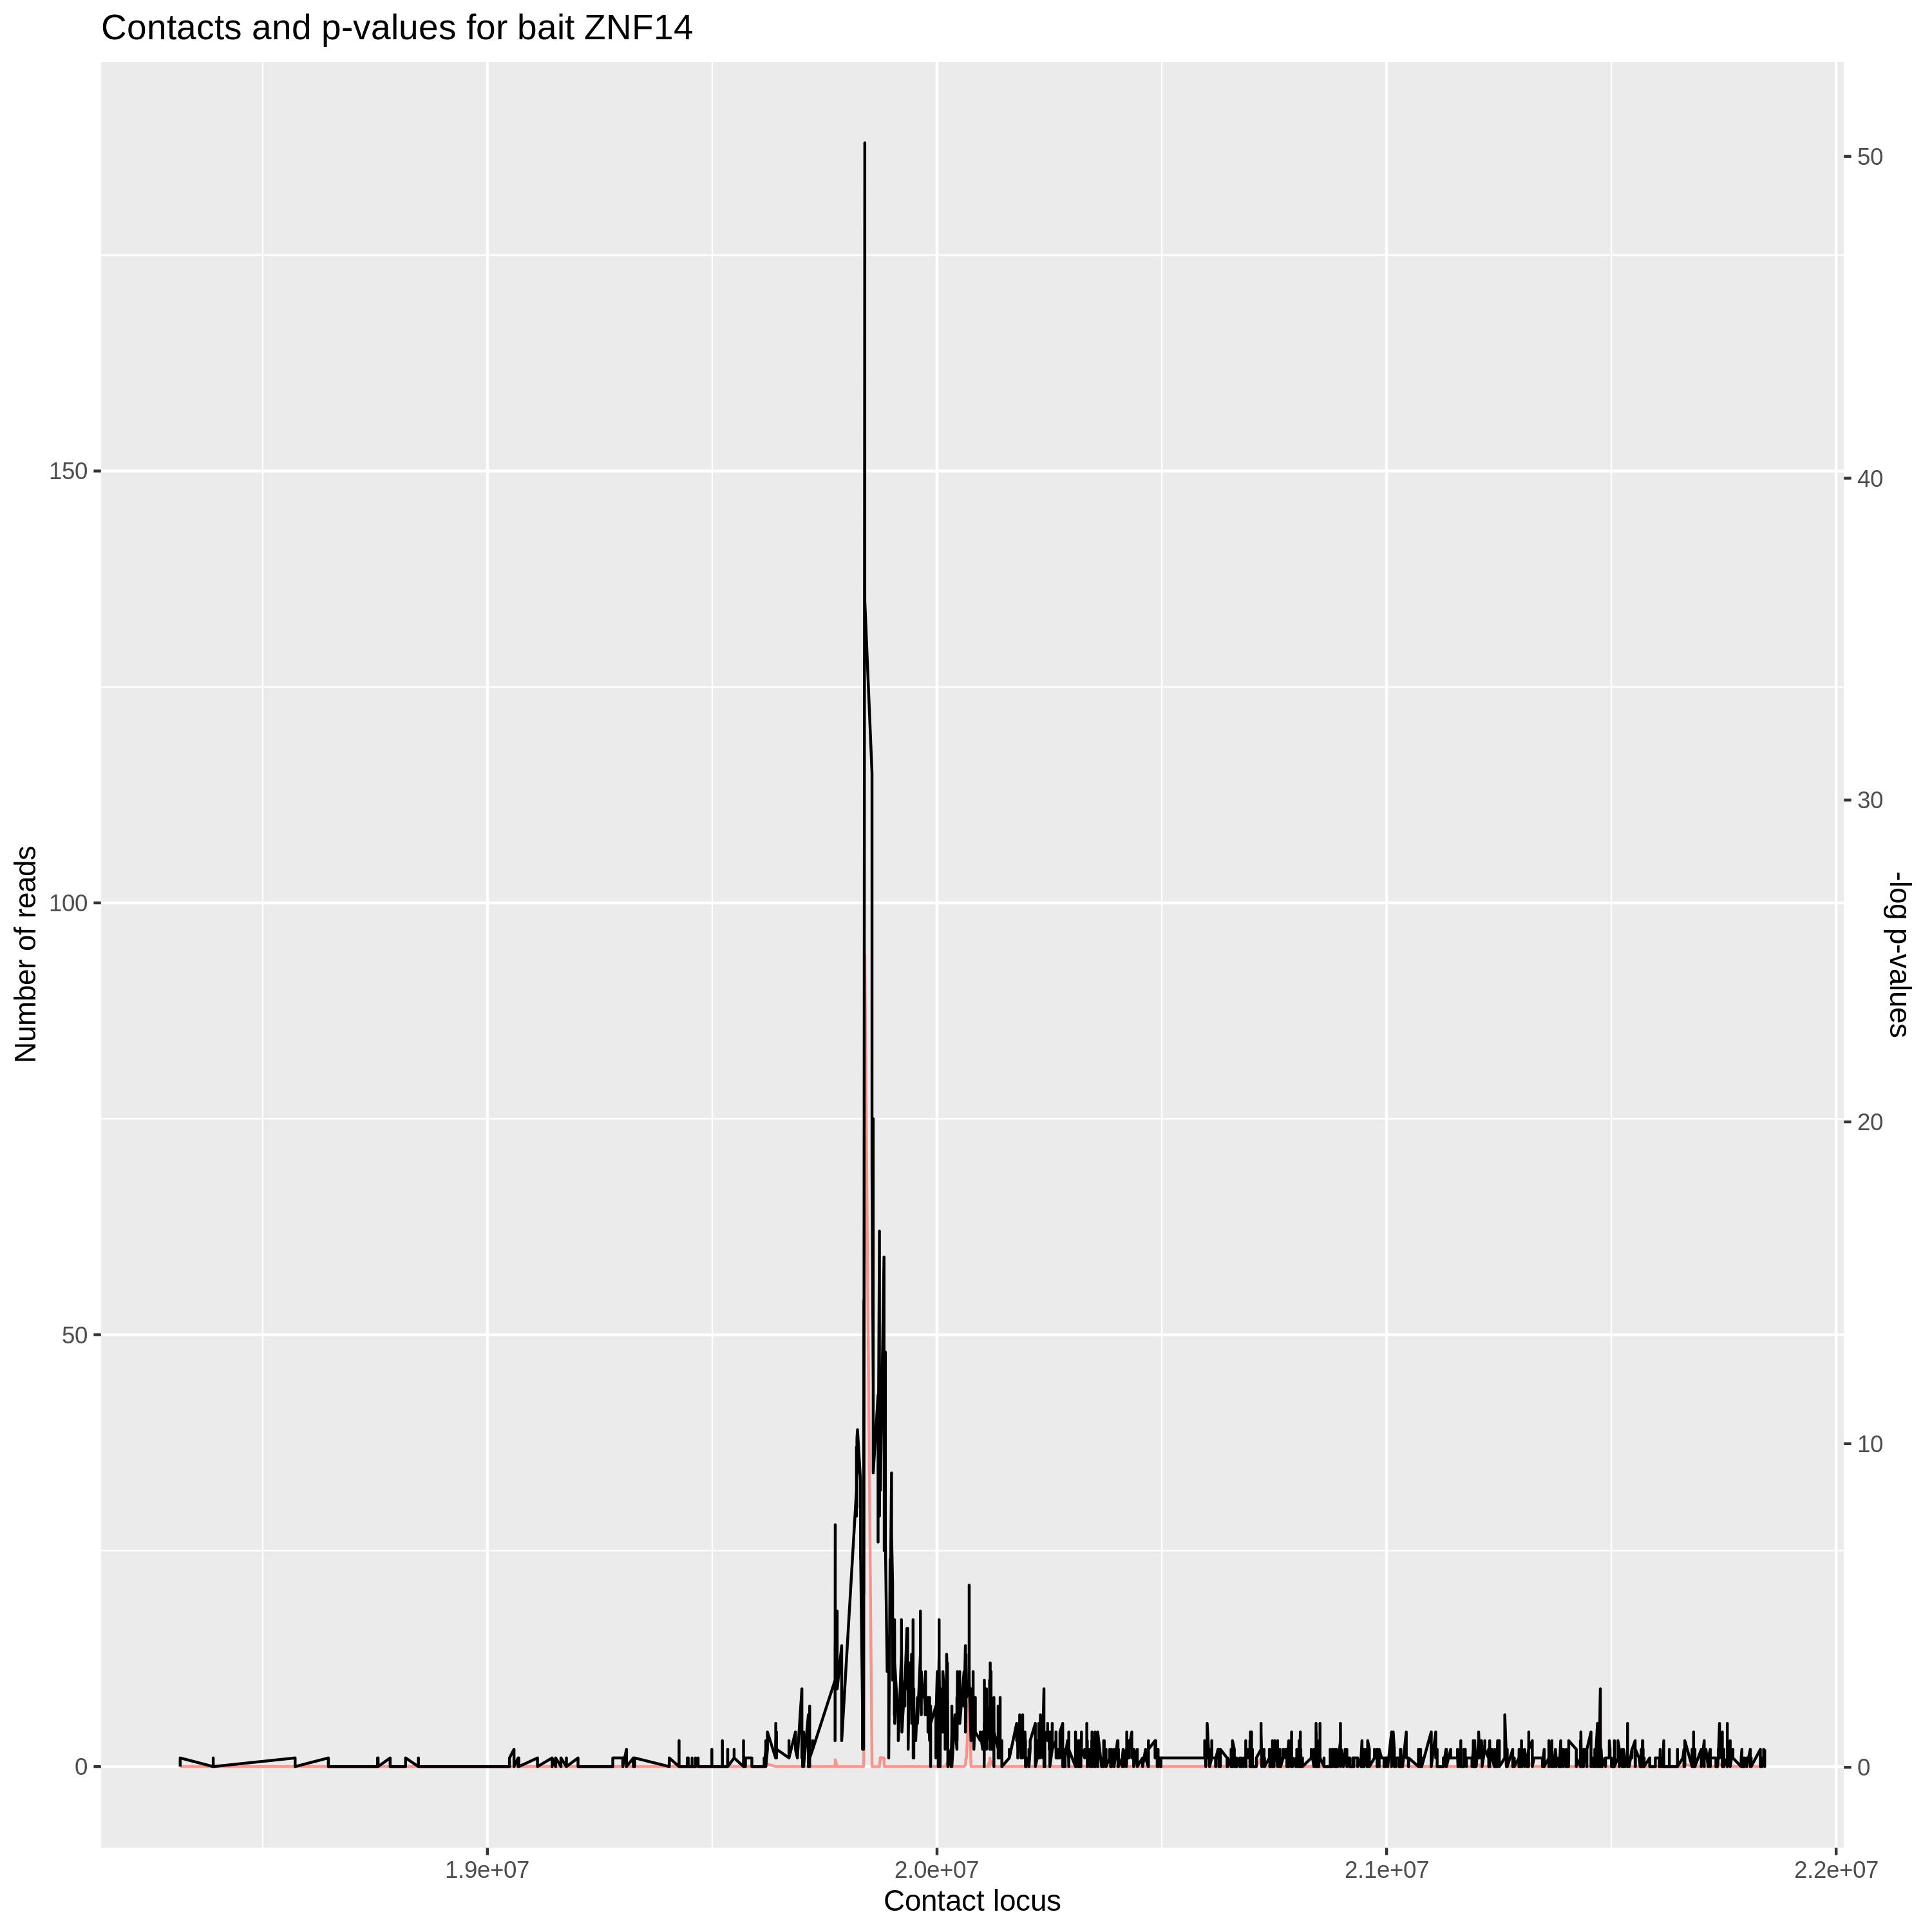 Contacts and p-values for bait ZNF14
150
100
50
0
50
40
30
20
10
0
Number of reads
-log p-values
1.9e+07
2.0e+07
2.1e+07
2.2e+07
Contact locus